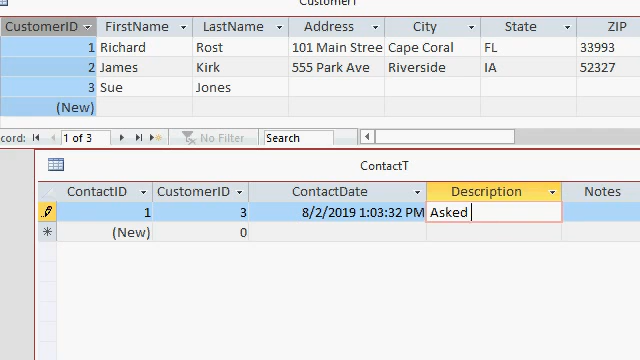 CustomerT
CustomerID FirstName LastName Address City State ZIP
1 Richard Rost 101 Main Stree Cape Coral FL 33993
2 James Kirk 555 Park Ave Riverside IA 52327
3 Sue Jones
(New)
cord: 1 of 3 No Filter Search
ContactT
ContactID CustomerID ContactDate Description Notes
1 3 8/2/2019 1:03:32 PM Asked
(New) 0